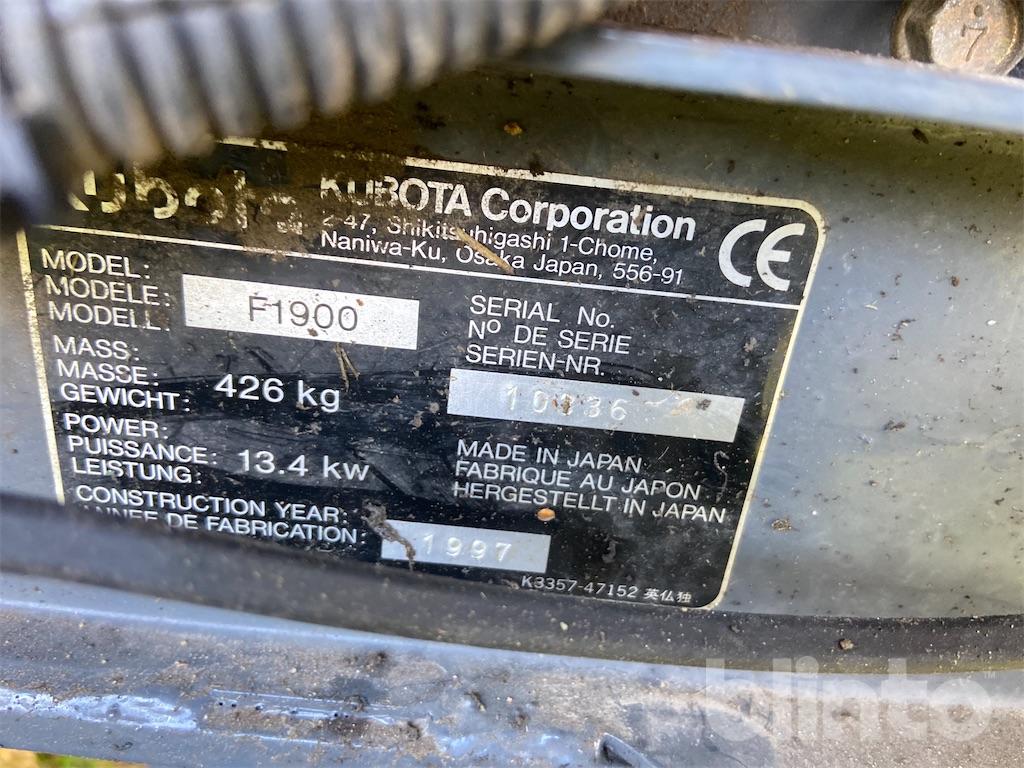 Kubota
KUBOTA Corporation
2-47, Shikitsuhigashi 1-Chome,
Naniwa-Ku, Osaka Japan, 556-91
CE
MODEL:
MODELE:
MODELL:
F1900
MASS:
MASSE:
GEWICHT:
426 kg
POWER:
PUISSANCE:
LEISTUNG:
13.4 kw
CONSTRUCTION YEAR:
ANNEE DE FABRICATION:
1997
SERIAL No.
Nº DE SERIE
SERIEN-NR.
MADE IN JAPAN
FABRIQUE AU JAPON
HERGESTELLT IN JAPAN
K3357-47152 英仏独
7
blinto™